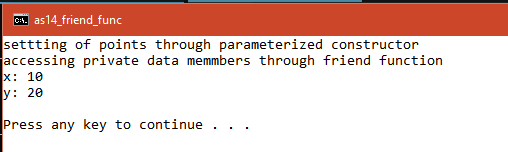 as14_friend_func
settting of points through parameterized constructor
accessing private data memmbers through friend function
x: 10
y: 20
Press any key to continue . . .